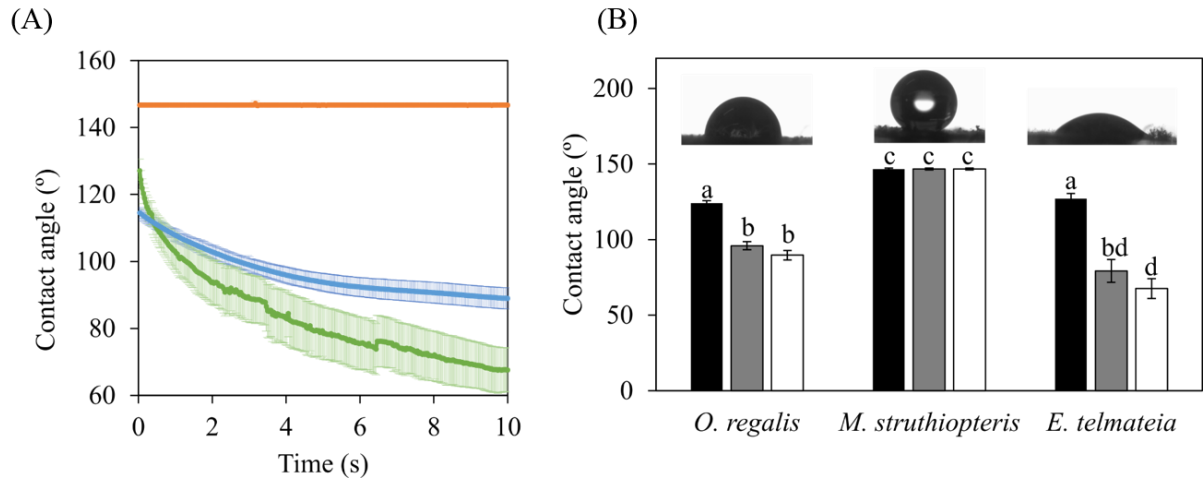 (A)
160
140
120
100
80
60
Contact angle (º)
0 2 4 6 8 10
Time (s)
(B)
200
150
100
50
0
Contact angle (º)
a b b
c c c
a bd d
O. regalis M. struthiopteris E. telmateia